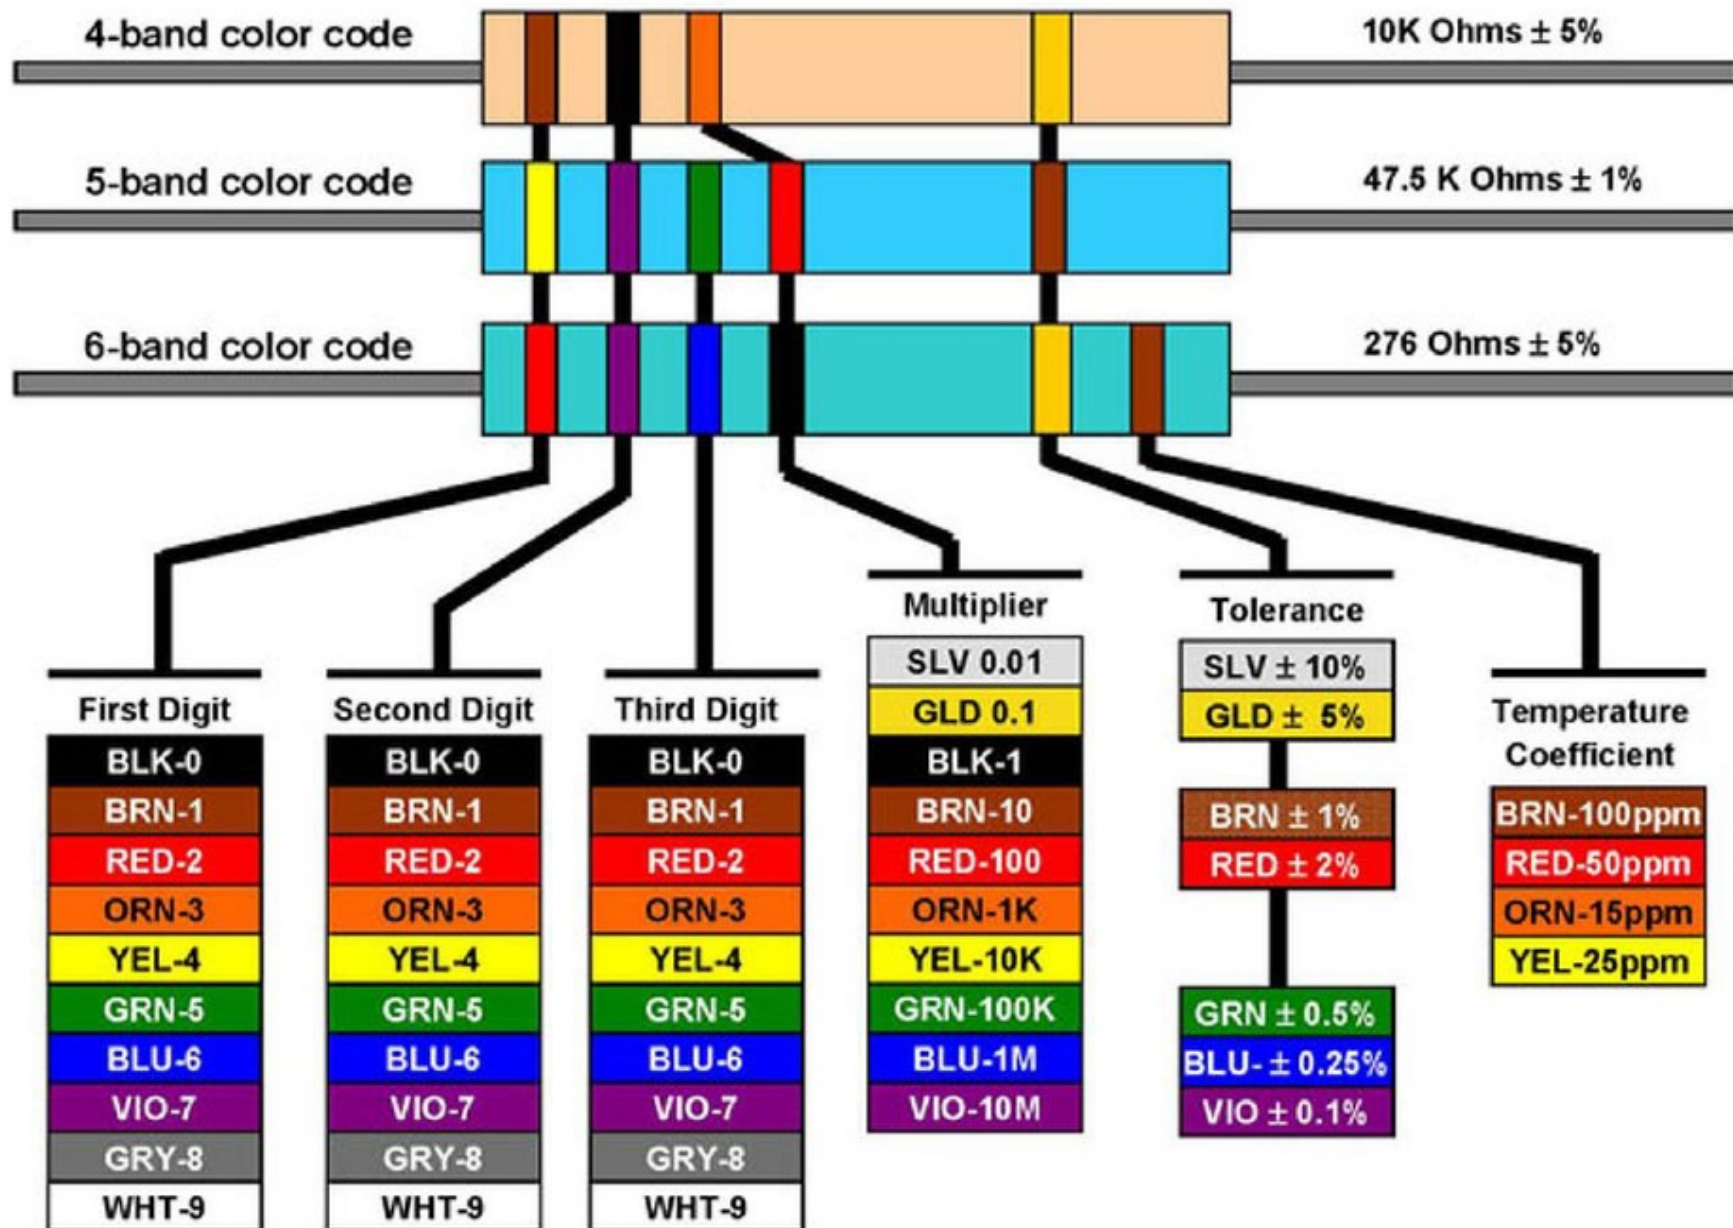 4-band color code
10K Ohms ± 5%
5-band color code
47.5 K Ohms ± 1%
6-band color code
276 Ohms ± 5%
First Digit
BLK-0
BRN-1
RED-2
ORN-3
YEL-4
GRN-5
BLU-6
VIO-7
GRY-8
WHT-9
Second Digit
BLK-0
BRN-1
RED-2
ORN-3
YEL-4
GRN-5
BLU-6
VIO-7
GRY-8
WHT-9
Third Digit
BLK-0
BRN-1
RED-2
ORN-3
YEL-4
GRN-5
BLU-6
VIO-7
GRY-8
WHT-9
Multiplier
SLV 0.01
GLD 0.1
BLK-1
BRN-10
RED-100
ORN-1K
YEL-10K
GRN-100K
BLU-1M
VIO-10M
Tolerance
SLV ± 10%
GLD ± 5%
BRN ± 1%
RED ± 2%
GRN ± 0.5%
BLU- ± 0.25%
VIO ± 0.1%
Temperature
Coefficient
BRN-100ppm
RED-50ppm
ORN-15ppm
YEL-25ppm